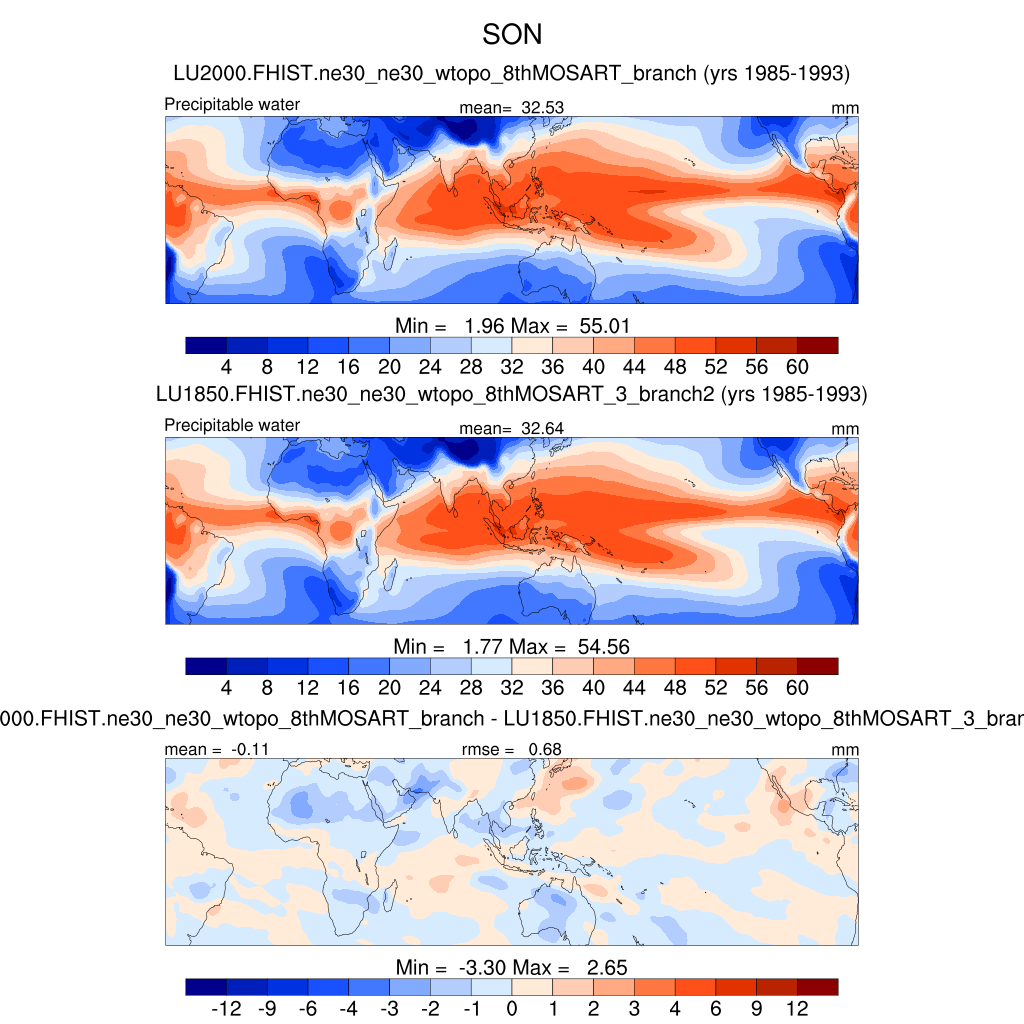 SON
LU2000.FHIST.ne30_ne30_wtopo_8thMOSART_branch (yrs 1985-1993)
Precipitable water mean= 32.53 mm
Min = 1.96 Max = 55.01
4 8 12 16 20 24 28 32 36 40 44 48 52 56 60
LU1850.FHIST.ne30_ne30_wtopo_8thMOSART_3_branch2 (yrs 1985-1993)
Precipitable water mean= 32.64 mm
Min = 1.77 Max = 54.56
4 8 12 16 20 24 28 32 36 40 44 48 52 56 60
000.FHIST.ne30_ne30_wtopo_8thMOSART_branch - LU1850.FHIST.ne30_ne30_wtopo_8thMOSART_3_bran
mean = -0.11 rmse = 0.68 mm
Min = -3.30 Max = 2.65
-12 -9 -6 -4 -3 -2 -1 0 1 2 3 4 6 9 12